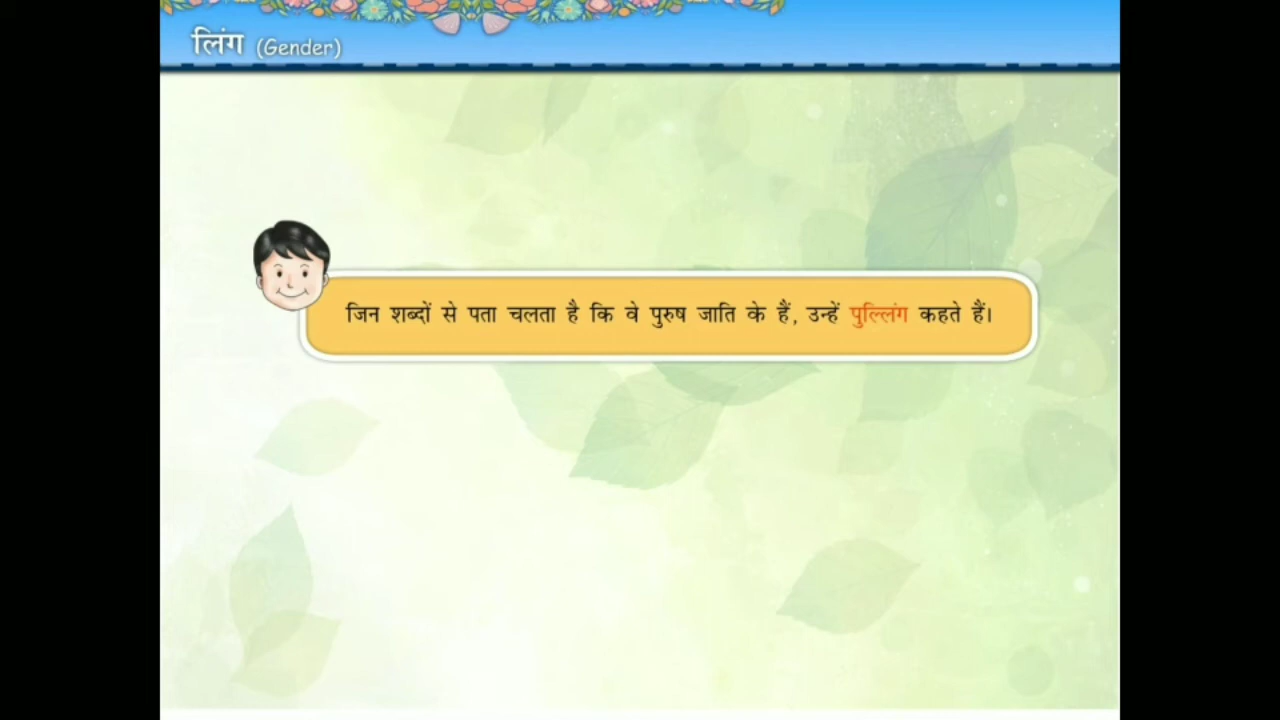 लिंग (Gender)
जिन शब्दों से पता चलता है कि वे पुरुष जाति के हैं, उन्हें पुल्लिंग कहते हैं।